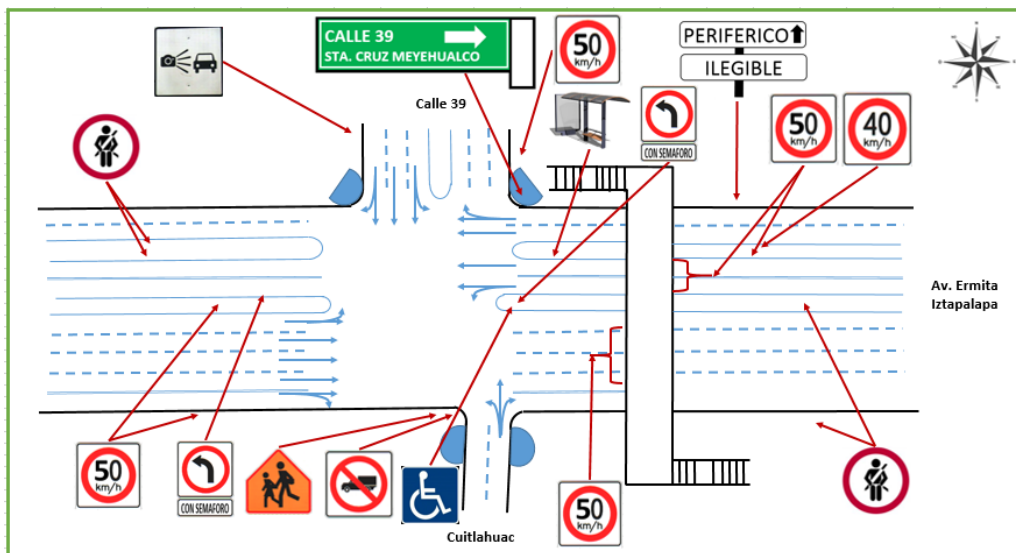 CALLE 39
STA. CRUZ MEYEHUALCO
50
km/h
PERIFERICO
ILEGIBLE
Calle 39
CON SEMAFORO
50
km/h
40
km/h
Av. Ermita
Iztapalapa
50
km/h
CON SEMAFORO
50
km/h
Cuitlahuac